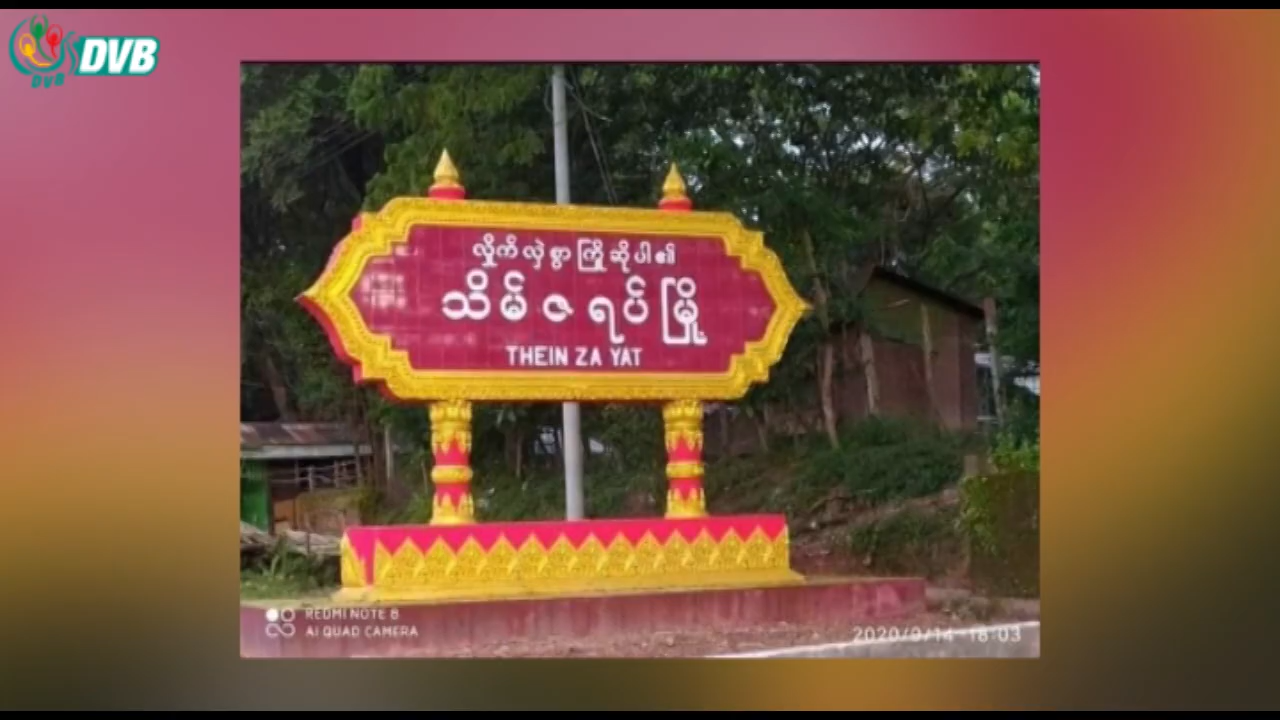 DVB
DVB
လှိုက်လှဲစွာကြိုဆိုပါ၏
သိမ်ဇရပ်မြို့
THEIN ZA YAT
REDMI NOTE 8
AI QUAD CAMERA
2020/9/14 18:03